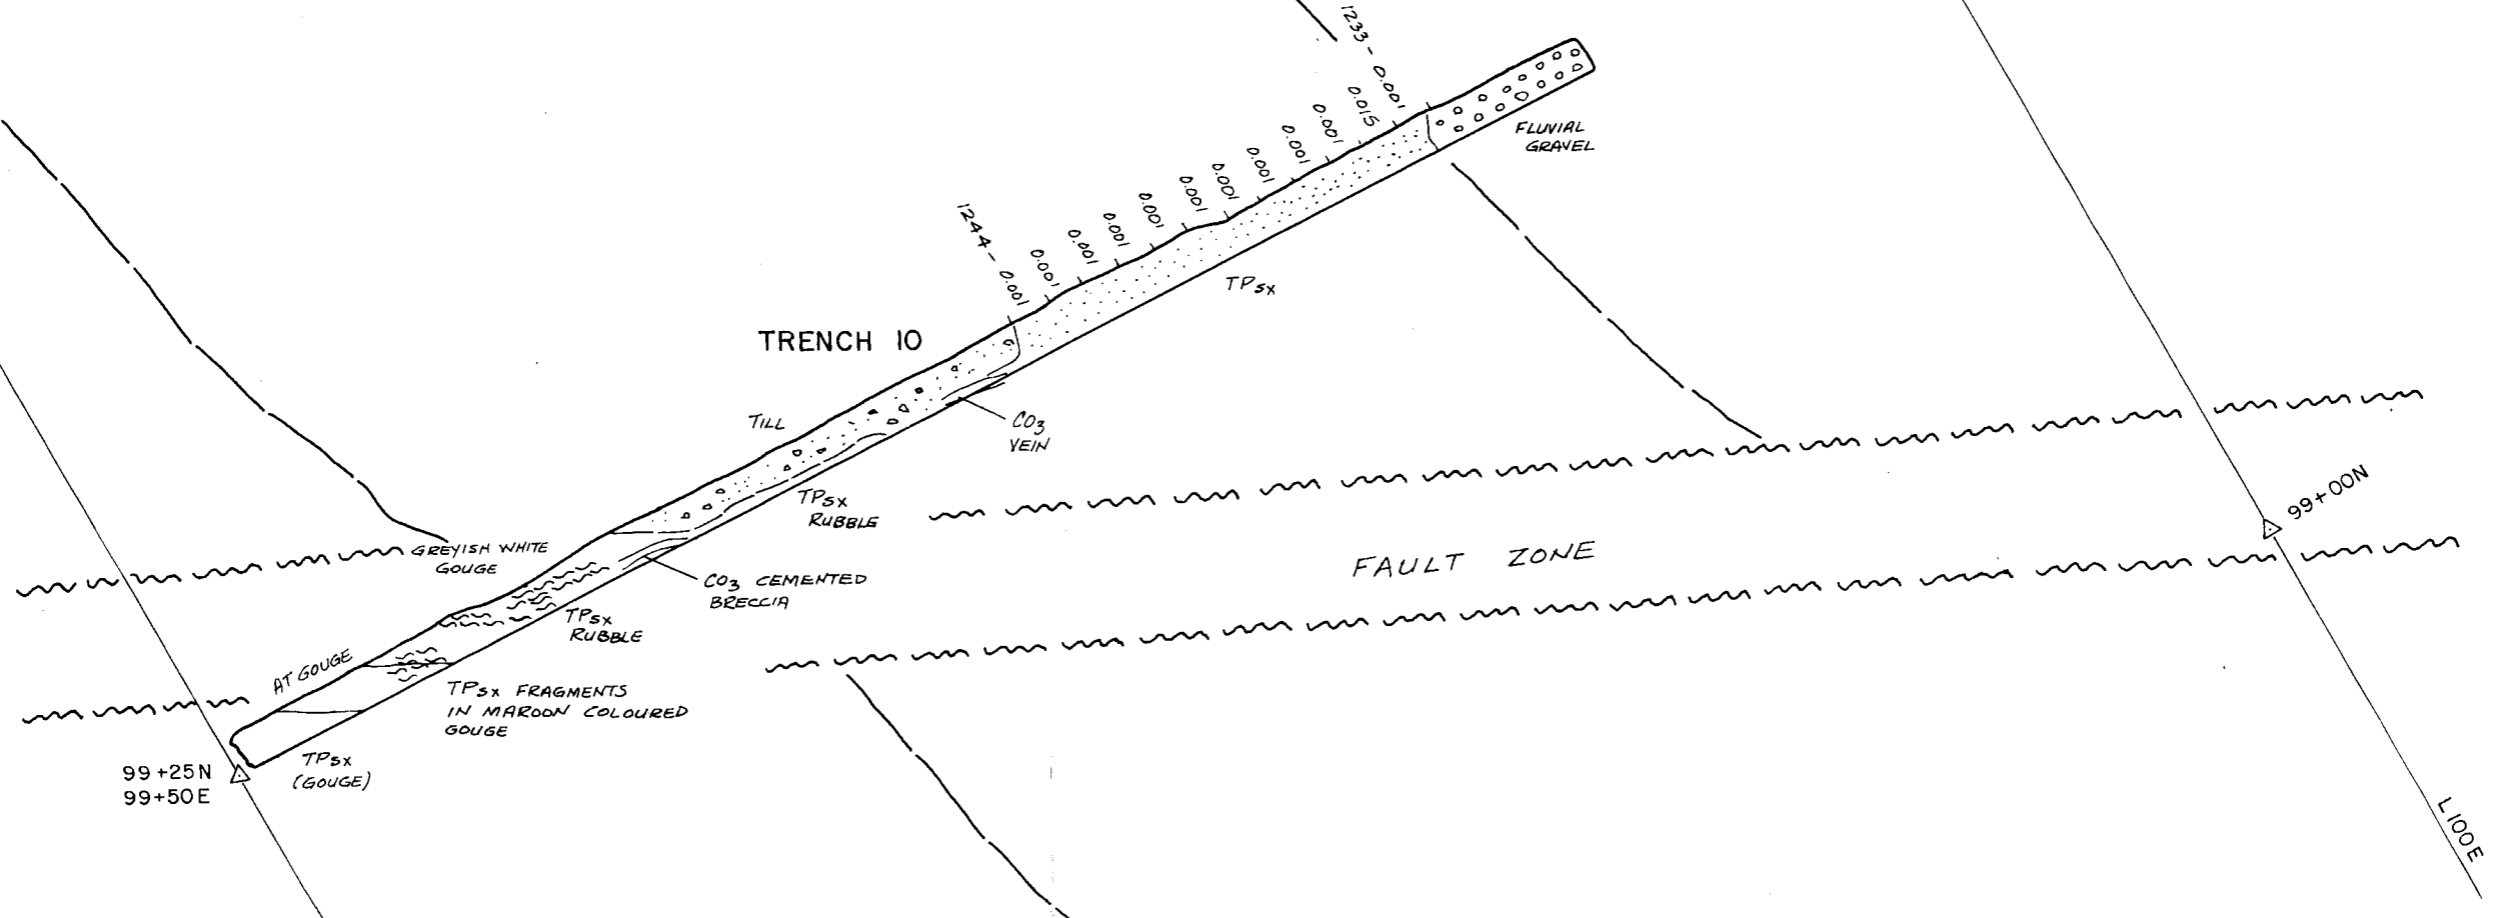 1233 - 0.001
0.015
0.001
0.001
0.001
0.001
0.001
0.001
0.001
0.001
0.001
1244 - 0.001
FLUVIAL
GRAVEL
TPsx
TRENCH 10
TILL
CO3
VEIN
TPsx
RUBBLE
99+00N
GREYISH WHITE
GOUGE
FAULT ZONE
CO3 CEMENTED
BRECCIA
TPsx
RUBBLE
AT GOUGE
TPsx FRAGMENTS
IN MAROON COLOURED
GOUGE
TPsx
(GOUGE)
99+25N
99+50E
L100E